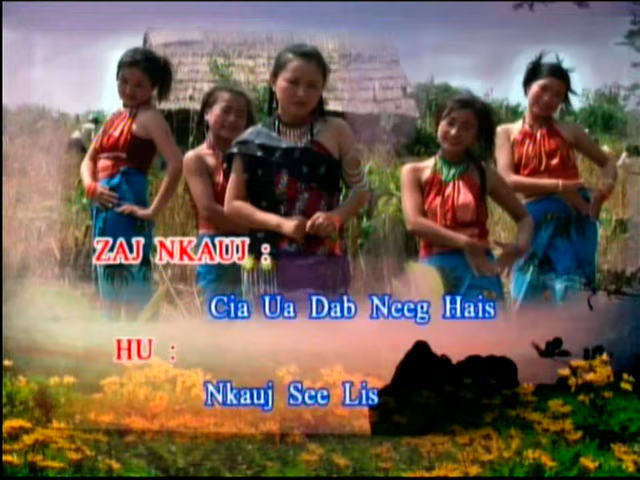 ZAJ NKAUJ :
Cia Ua Dab Neeg Hais
HU :
Nkauj See Lis